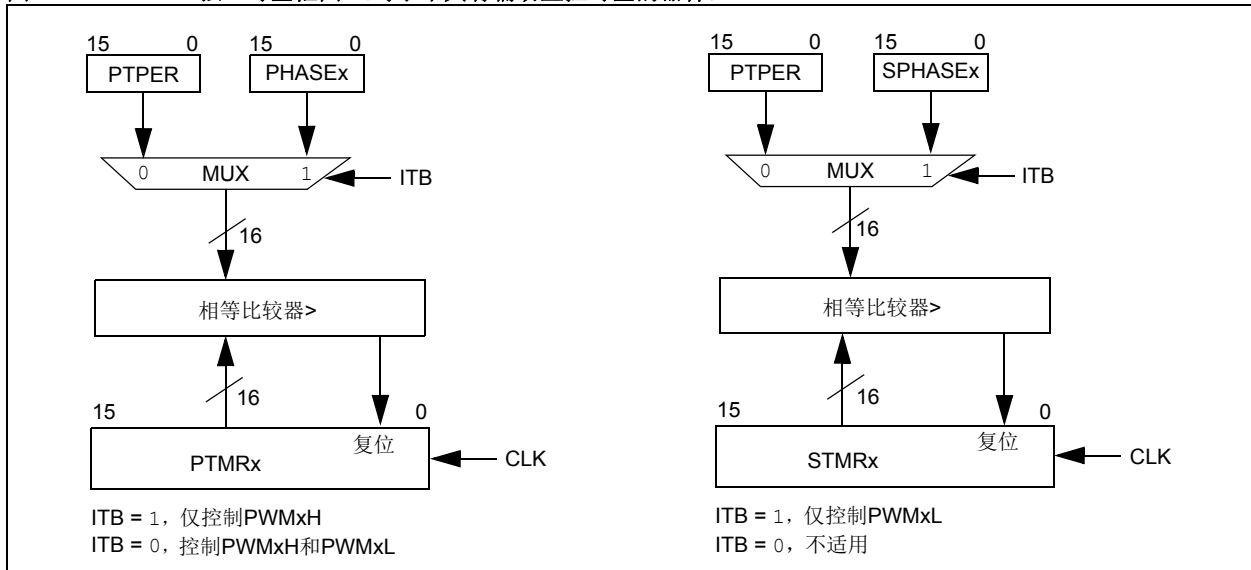 15 0
PTPER
15 0
PHASEx
0 MUX 1
ITB
16
相等比较器>
16
15 0
复位
PTMRx
CLK
ITB = 1，仅控制PWMxH
ITB = 0，控制PWMxH和PWMxL
15 0
PTPER
15 0
SPHASEx
0 MUX 1
ITB
16
相等比较器>
16
15 0
复位
STMRx
CLK
ITB = 1，仅控制PWMxL
ITB = 0，不适用